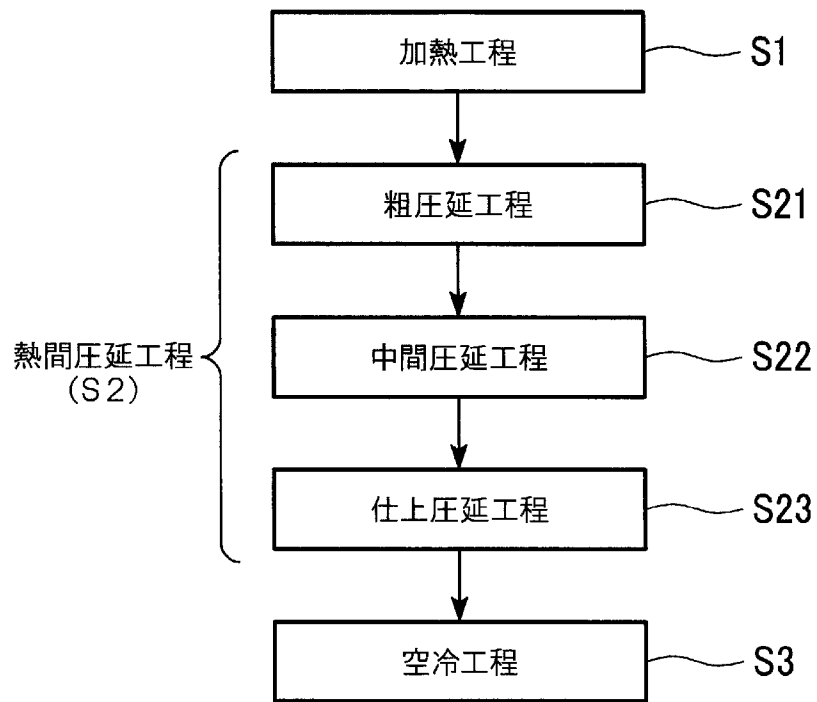 加熱工程
S1
粗圧延工程
S21
熱間圧延工程
(S2)
中間圧延工程
S22
仕上圧延工程
S23
空冷工程
S3